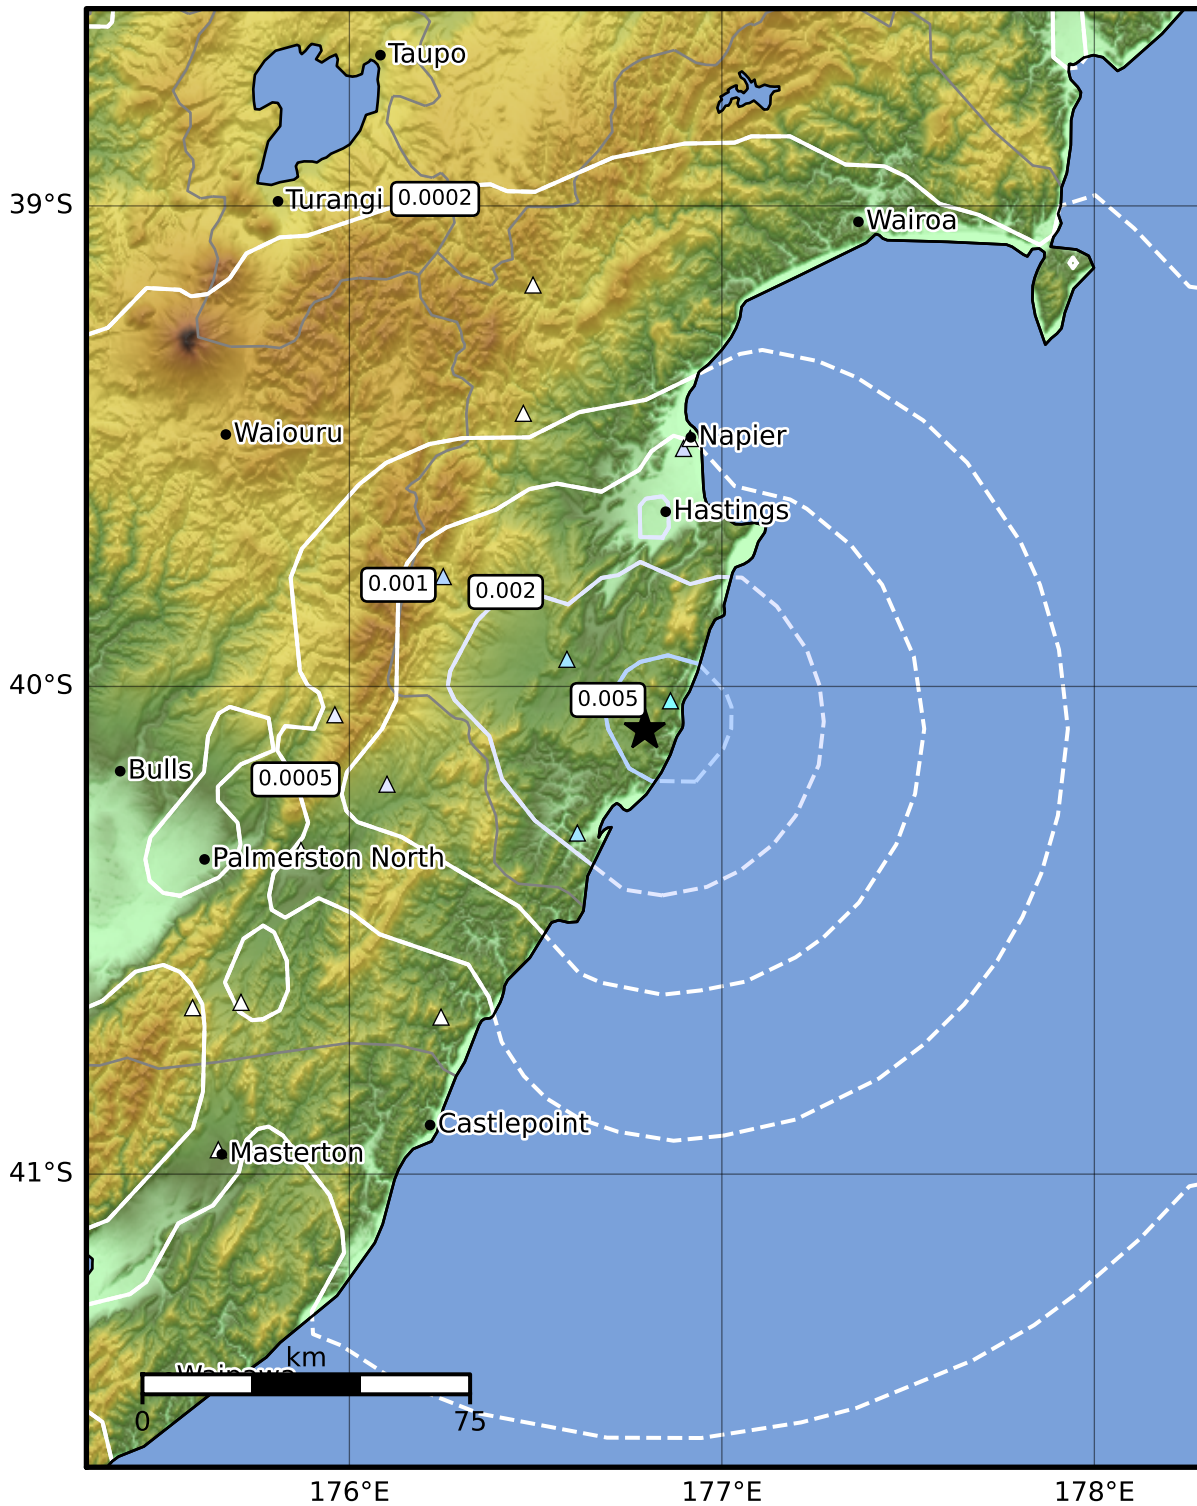 Taupo
39°S
Turangi
0.0002
Wairoa
Waiouru
Napier
Hastings
0.001
0.002
40°S
0.005
Bulls
0.0005
Palmerston North
Castlepoint
Masterton
41°S
km
0
75
176°E
177°E
178°E